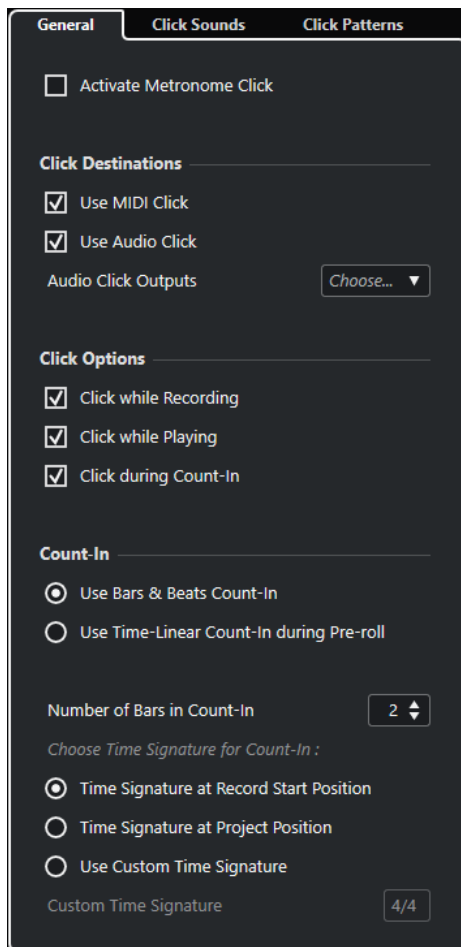 General Click Sounds Click Patterns
Activate Metronome Click
Click Destinations
Use MIDI Click
Use Audio Click
Audio Click Outputs Choose...
Click Options
Click while Recording
Click while Playing
Click during Count-In
Count-In
Use Bars & Beats Count-In
Use Time-Linear Count-In during Pre-roll
Number of Bars in Count-In 2
Choose Time Signature for Count-In :
Time Signature at Record Start Position
Time Signature at Project Position
Use Custom Time Signature
Custom Time Signature 4/4